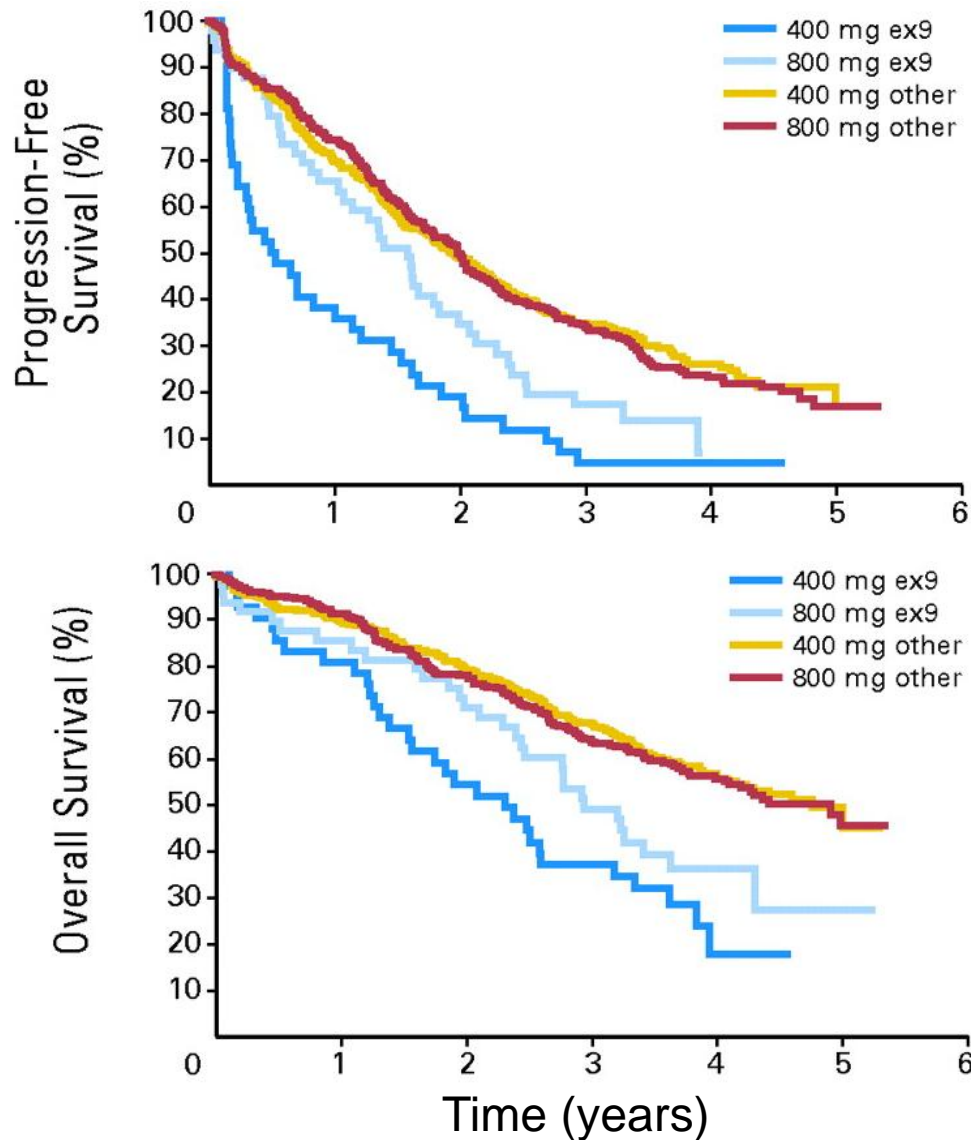 Progression-Free
Survival (%)
100
90
80
70
60
50
40
30
20
10
0
1
2
3
4
5
6
400 mg ex9
800 mg ex9
400 mg other
800 mg other
Overall Survival (%)
100
90
80
70
60
50
40
30
20
10
0
1
2
3
4
5
6
400 mg ex9
800 mg ex9
400 mg other
800 mg other
Time (years)